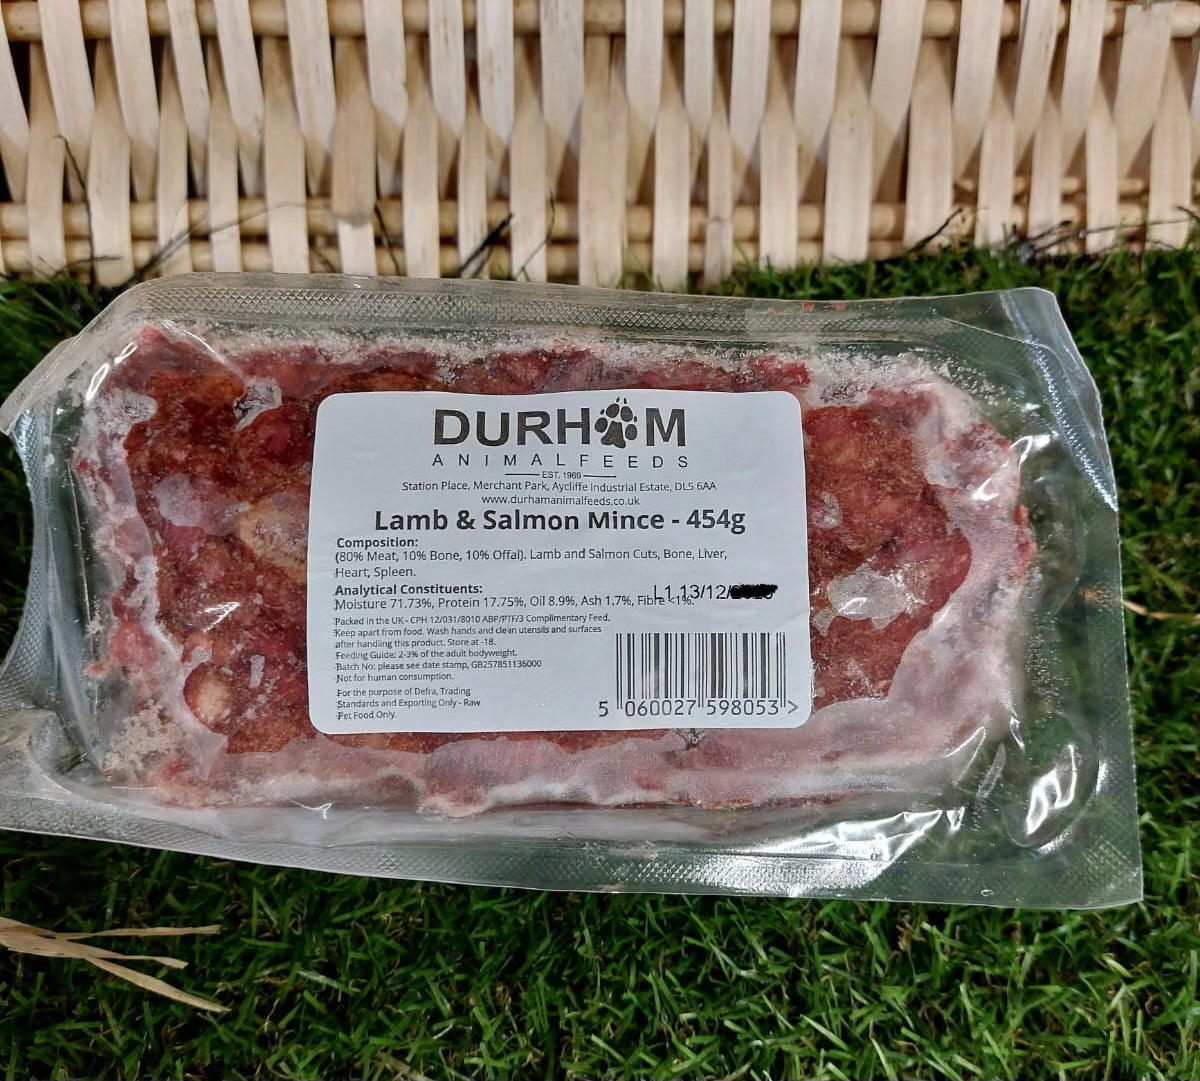 DURHAM
ANIMALFEEDS
EST. 1969
Station Place, Merchant Park, Aycliffe Industrial Estate, DL5 6AA
www.durhamanimalfeeds.co.uk
Lamb & Salmon Mince - 454g
Composition:
(80% Meat, 10% Bone, 10% Offal). Lamb and Salmon Cuts, Bone, Liver,
Heart, Spleen.
Analytical Constituents:
L1 13/12/
Moisture 71.73%, Protein 17.75%, Oil 8.9%, Ash 1.7%, Fibre <1%.
Packed in the UK - CPH 12/031/8010 ABP/PTF/3 Complimentary Feed.
Keep apart from food. Wash hands and clean utensils and surfaces
after handling this product. Store at -18.
Feeding Guide: 2-3% of the adult bodyweight.
Batch No: please see date stamp, GB257851136000
Not for human consumption.
For the purpose of Defra, Trading
Standards and Exporting Only - Raw
Pet Food Only.
5 060027 598053 >